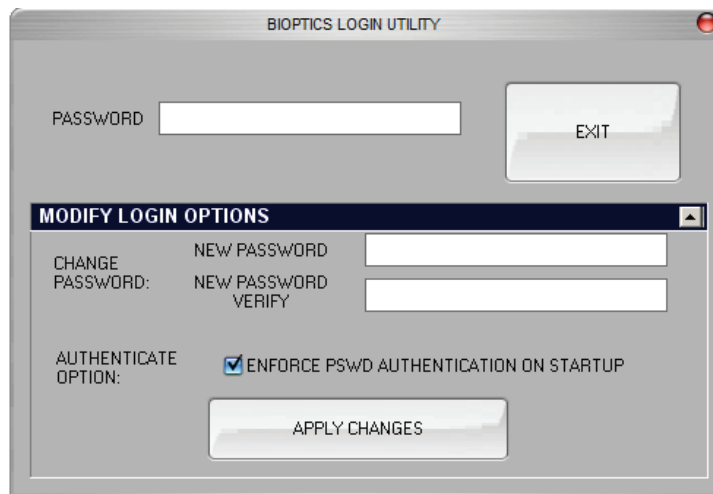 BIOPTICS LOGIN UTILITY
PASSWORD
EXIT
MODIFY LOGIN OPTIONS
CHANGE
PASSWORD:
NEW PASSWORD
NEW PASSWORD
VERIFY
AUTHENTICATE
OPTION:
ENFORCE PSWD AUTHENTICATION ON STARTUP
APPLY CHANGES